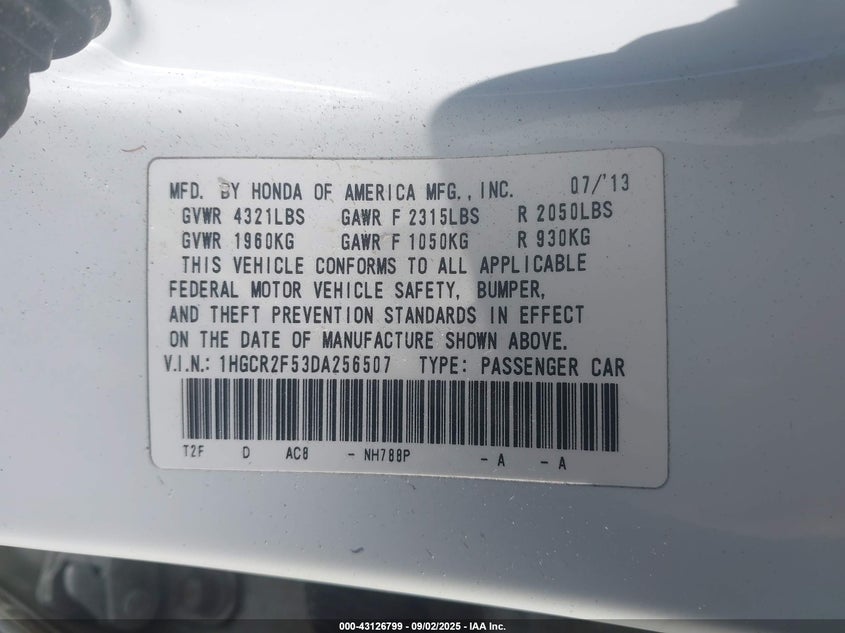 MFD. BY HONDA OF AMERICA MFG., INC. 07/'13
GVWR 4321LBS GAWR F 2315LBS R 2050LBS
GVWR 1960KG GAWR F 1050KG R 930KG
THIS VEHICLE CONFORMS TO ALL APPLICABLE
FEDERAL MOTOR VEHICLE SAFETY, BUMPER,
AND THEFT PREVENTION STANDARDS IN EFFECT
ON THE DATE OF MANUFACTURE SHOWN ABOVE.
V.I.N.: 1HGCR2F53DA256507 TYPE: PASSENGER CAR
T2F D AC8 - NH788P - A - A
000-43126799 - 09/02/2025 - IAA Inc.